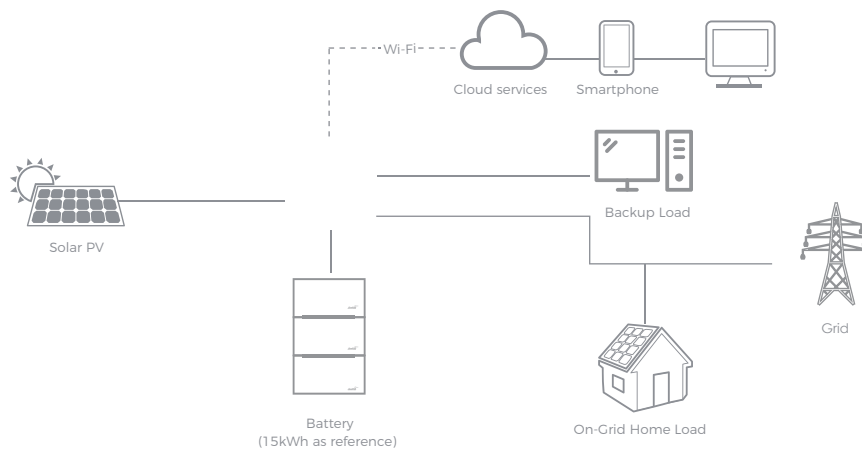 Wi-Fi
Cloud services
Smartphone
Backup Load
Solar PV
Grid
Battery
(15kWh as reference)
On-Grid Home Load